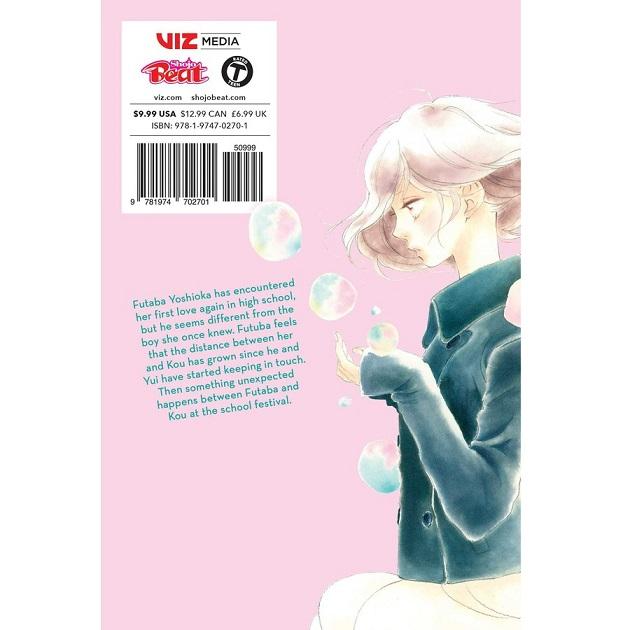 VIZ MEDIA
Shojo Beat
RATED T TEEN
viz.com shojobeat.com
$9.99 USA $12.99 CAN £6.99 UK
ISBN: 978-1-9747-0270-1
50999
9 781974 702701
Futaba Yoshioka has encountered
her first love again in high school,
but he seems different from the
boy she once knew. Futuba feels
that the distance between her
and Kou has grown since he and
Yui have started keeping in touch.
Then something unexpected
happens between Futaba and
Kou at the school festival.